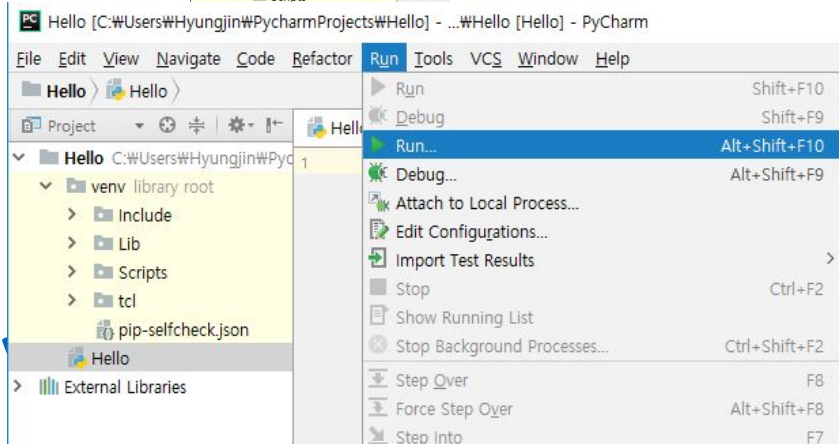 Hello [C:₩Users₩Hyungjin₩PycharmProjects₩Hello] - ...₩Hello [Hello] - PyCharm
File Edit View Navigate Code Refactor Run Tools VCS Window Help
Hello Hello
Project
Hello C:₩Users₩Hyungjin₩Pyc
venv library root
Include
Lib
Scripts
tcl
pip-selfcheck.json
Hello
External Libraries
Hell
1
Run Shift+F10
Debug Shift+F9
Run... Alt+Shift+F10
Debug... Alt+Shift+F9
Attach to Local Process...
Edit Configurations...
Import Test Results
Stop Ctrl+F2
Show Running List
Stop Background Processes... Ctrl+Shift+F2
Step Over F8
Force Step Over Alt+Shift+F8
Step Into F7